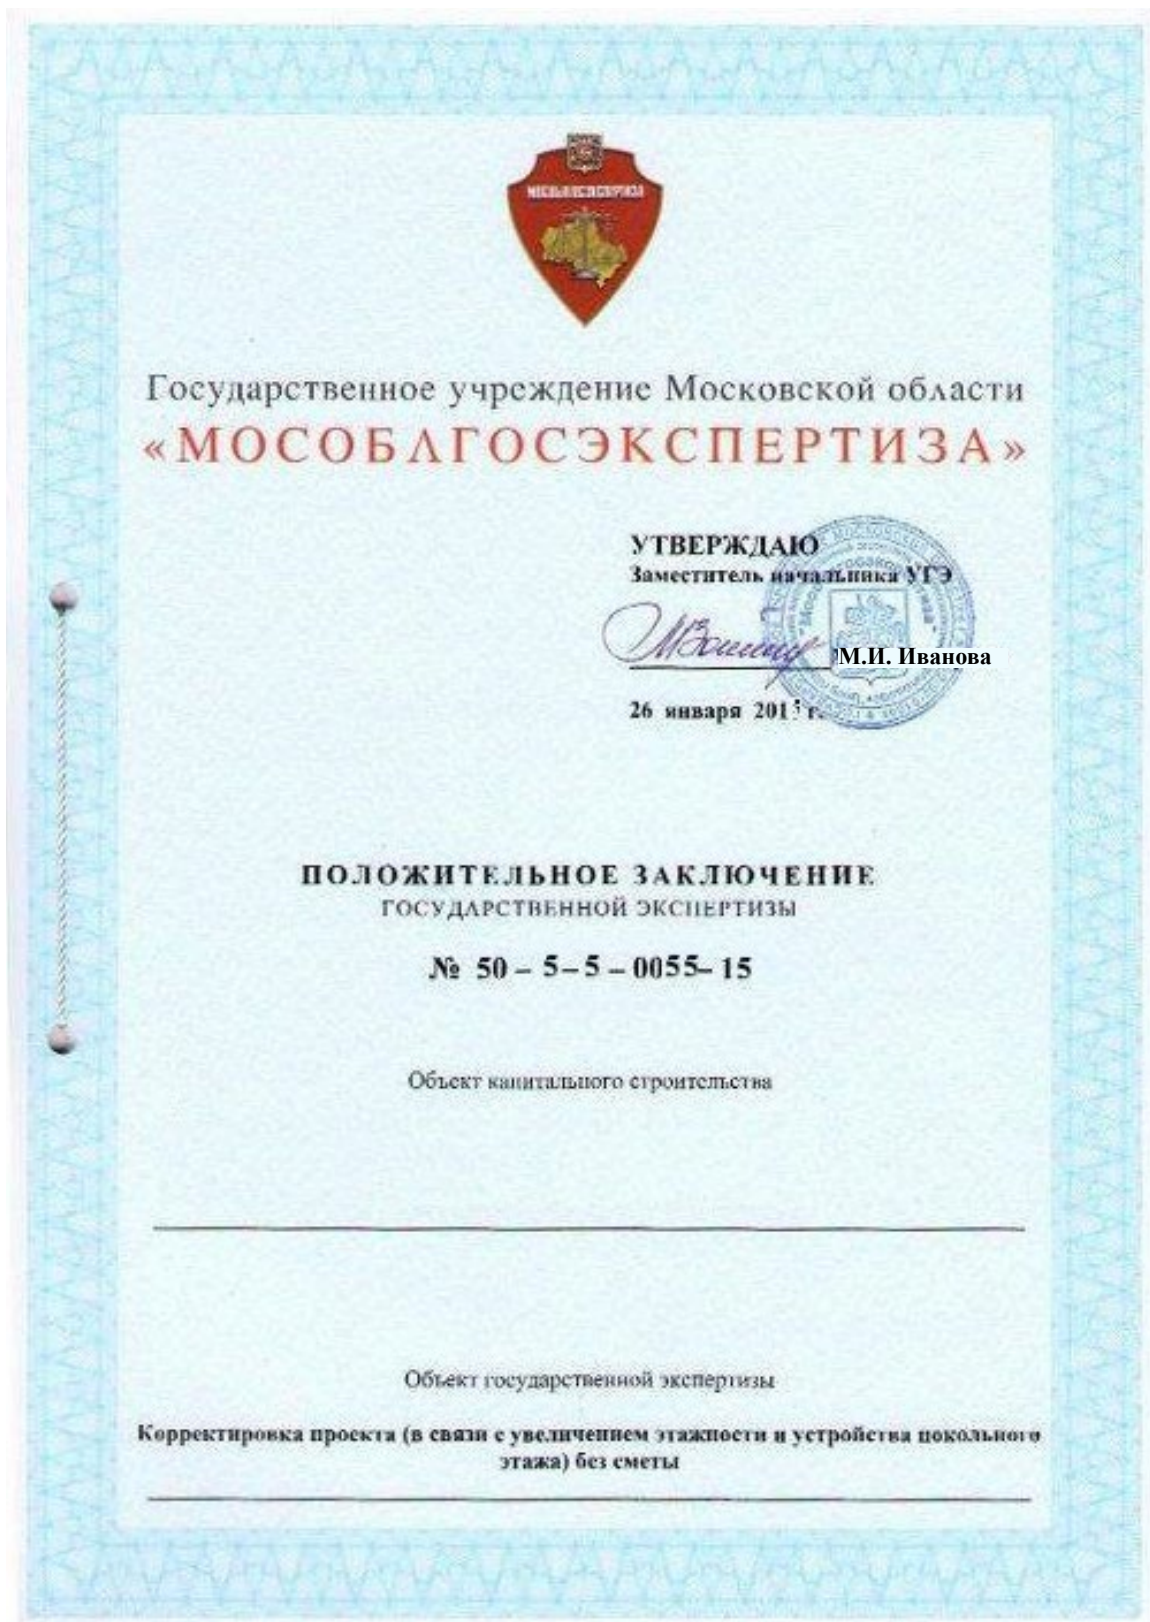 МОСОБЛГОСЭКСПЕРТИЗА
Государственное учреждение Московской области
«МОСОБЛГОСЭКСПЕРТИЗА»
УТВЕРЖДАЮ
Заместитель начальника УГЭ
М.И. Иванова
26 января 2015 г.
ПОЛОЖИТЕЛЬНОЕ ЗАКЛЮЧЕНИЕ
ГОСУДАРСТВЕННОЙ ЭКСПЕРТИЗЫ
№ 50 – 5– 5 – 0055– 15
Объект капитального строительства
Объект государственной экспертизы
Корректировка проекта (в связи с увеличением этажности и устройства цокольного
этажа) без сметы